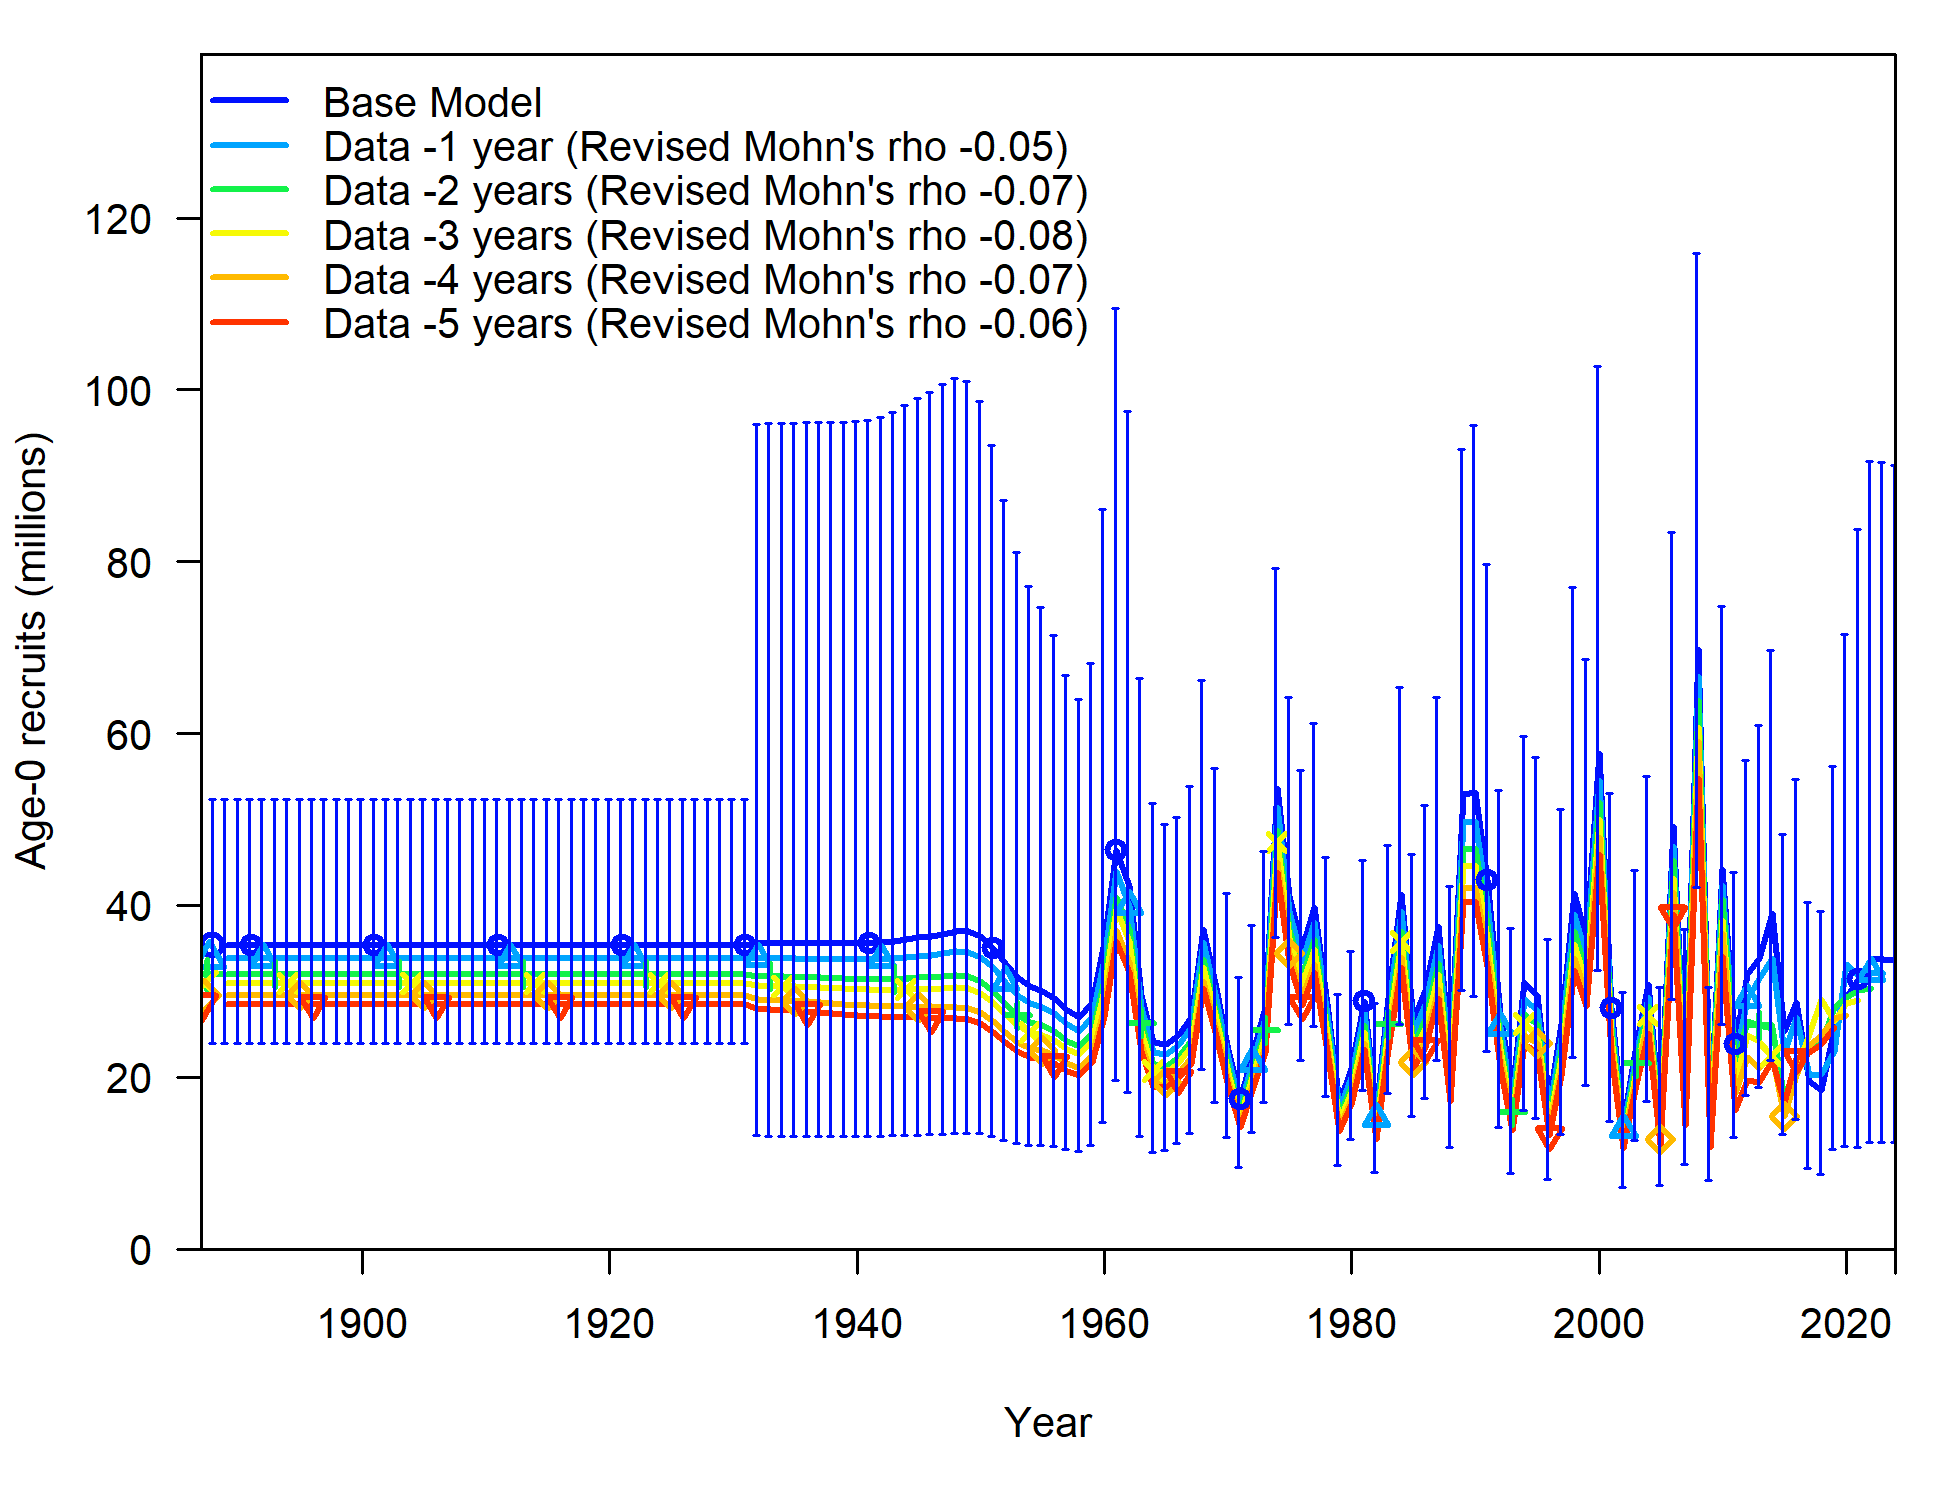 Base Model
Data -1 year (Revised Mohn's rho -0.05)
Data -2 years (Revised Mohn's rho -0.07)
Data -3 years (Revised Mohn's rho -0.08)
Data -4 years (Revised Mohn's rho -0.07)
Data -5 years (Revised Mohn's rho -0.06)
Age-0 recruits (millions)
120
100
80
60
40
20
0
1900 1920 1940 1960 1980 2000 2020
Year